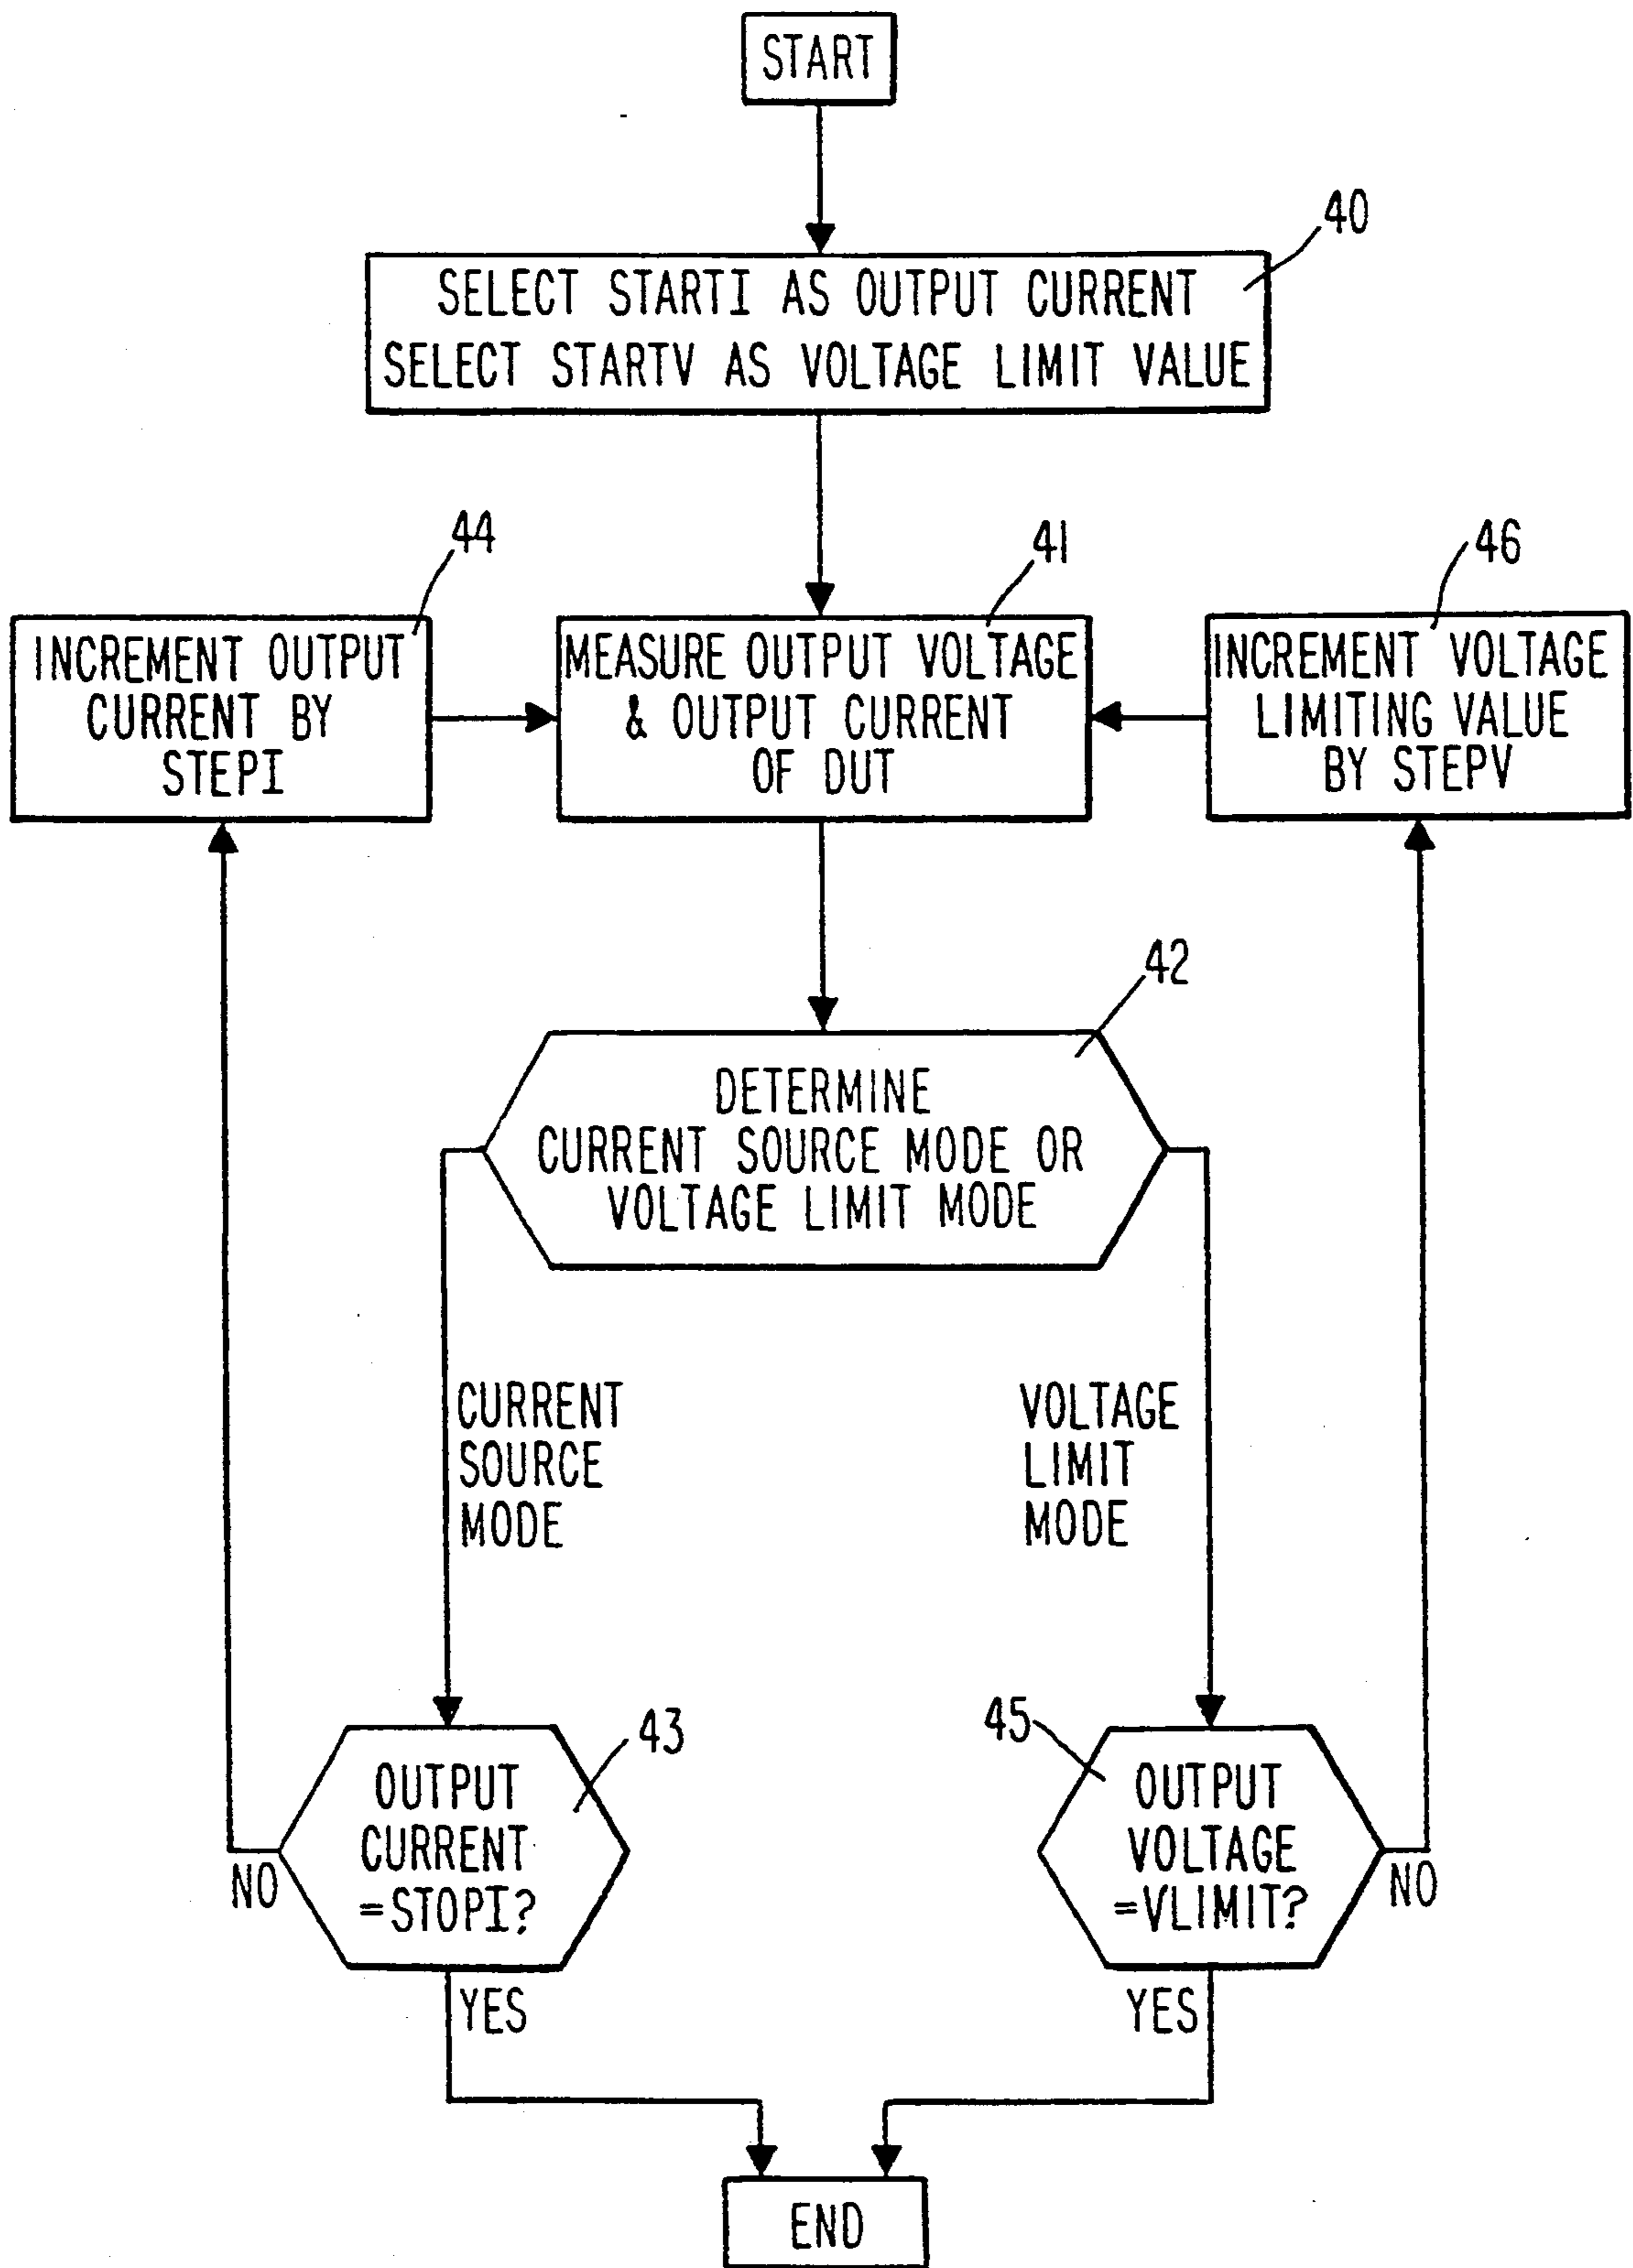 START
40
SELECT STARTI AS OUTPUT CURRENT
SELECT STARTV AS VOLTAGE LIMIT VALUE
44
INCREMENT OUTPUT
CURRENT BY
STEPI
41
MEASURE OUTPUT VOLTAGE
& OUTPUT CURRENT
OF DUT
46
INCREMENT VOLTAGE
LIMITING VALUE
BY STEPV
42
DETERMINE
CURRENT SOURCE MODE OR
VOLTAGE LIMIT MODE
CURRENT
SOURCE
MODE
VOLTAGE
LIMIT
MODE
43
OUTPUT
CURRENT
=STOPI?
NO
YES
45
OUTPUT
VOLTAGE
=VLIMIT?
NO
YES
END